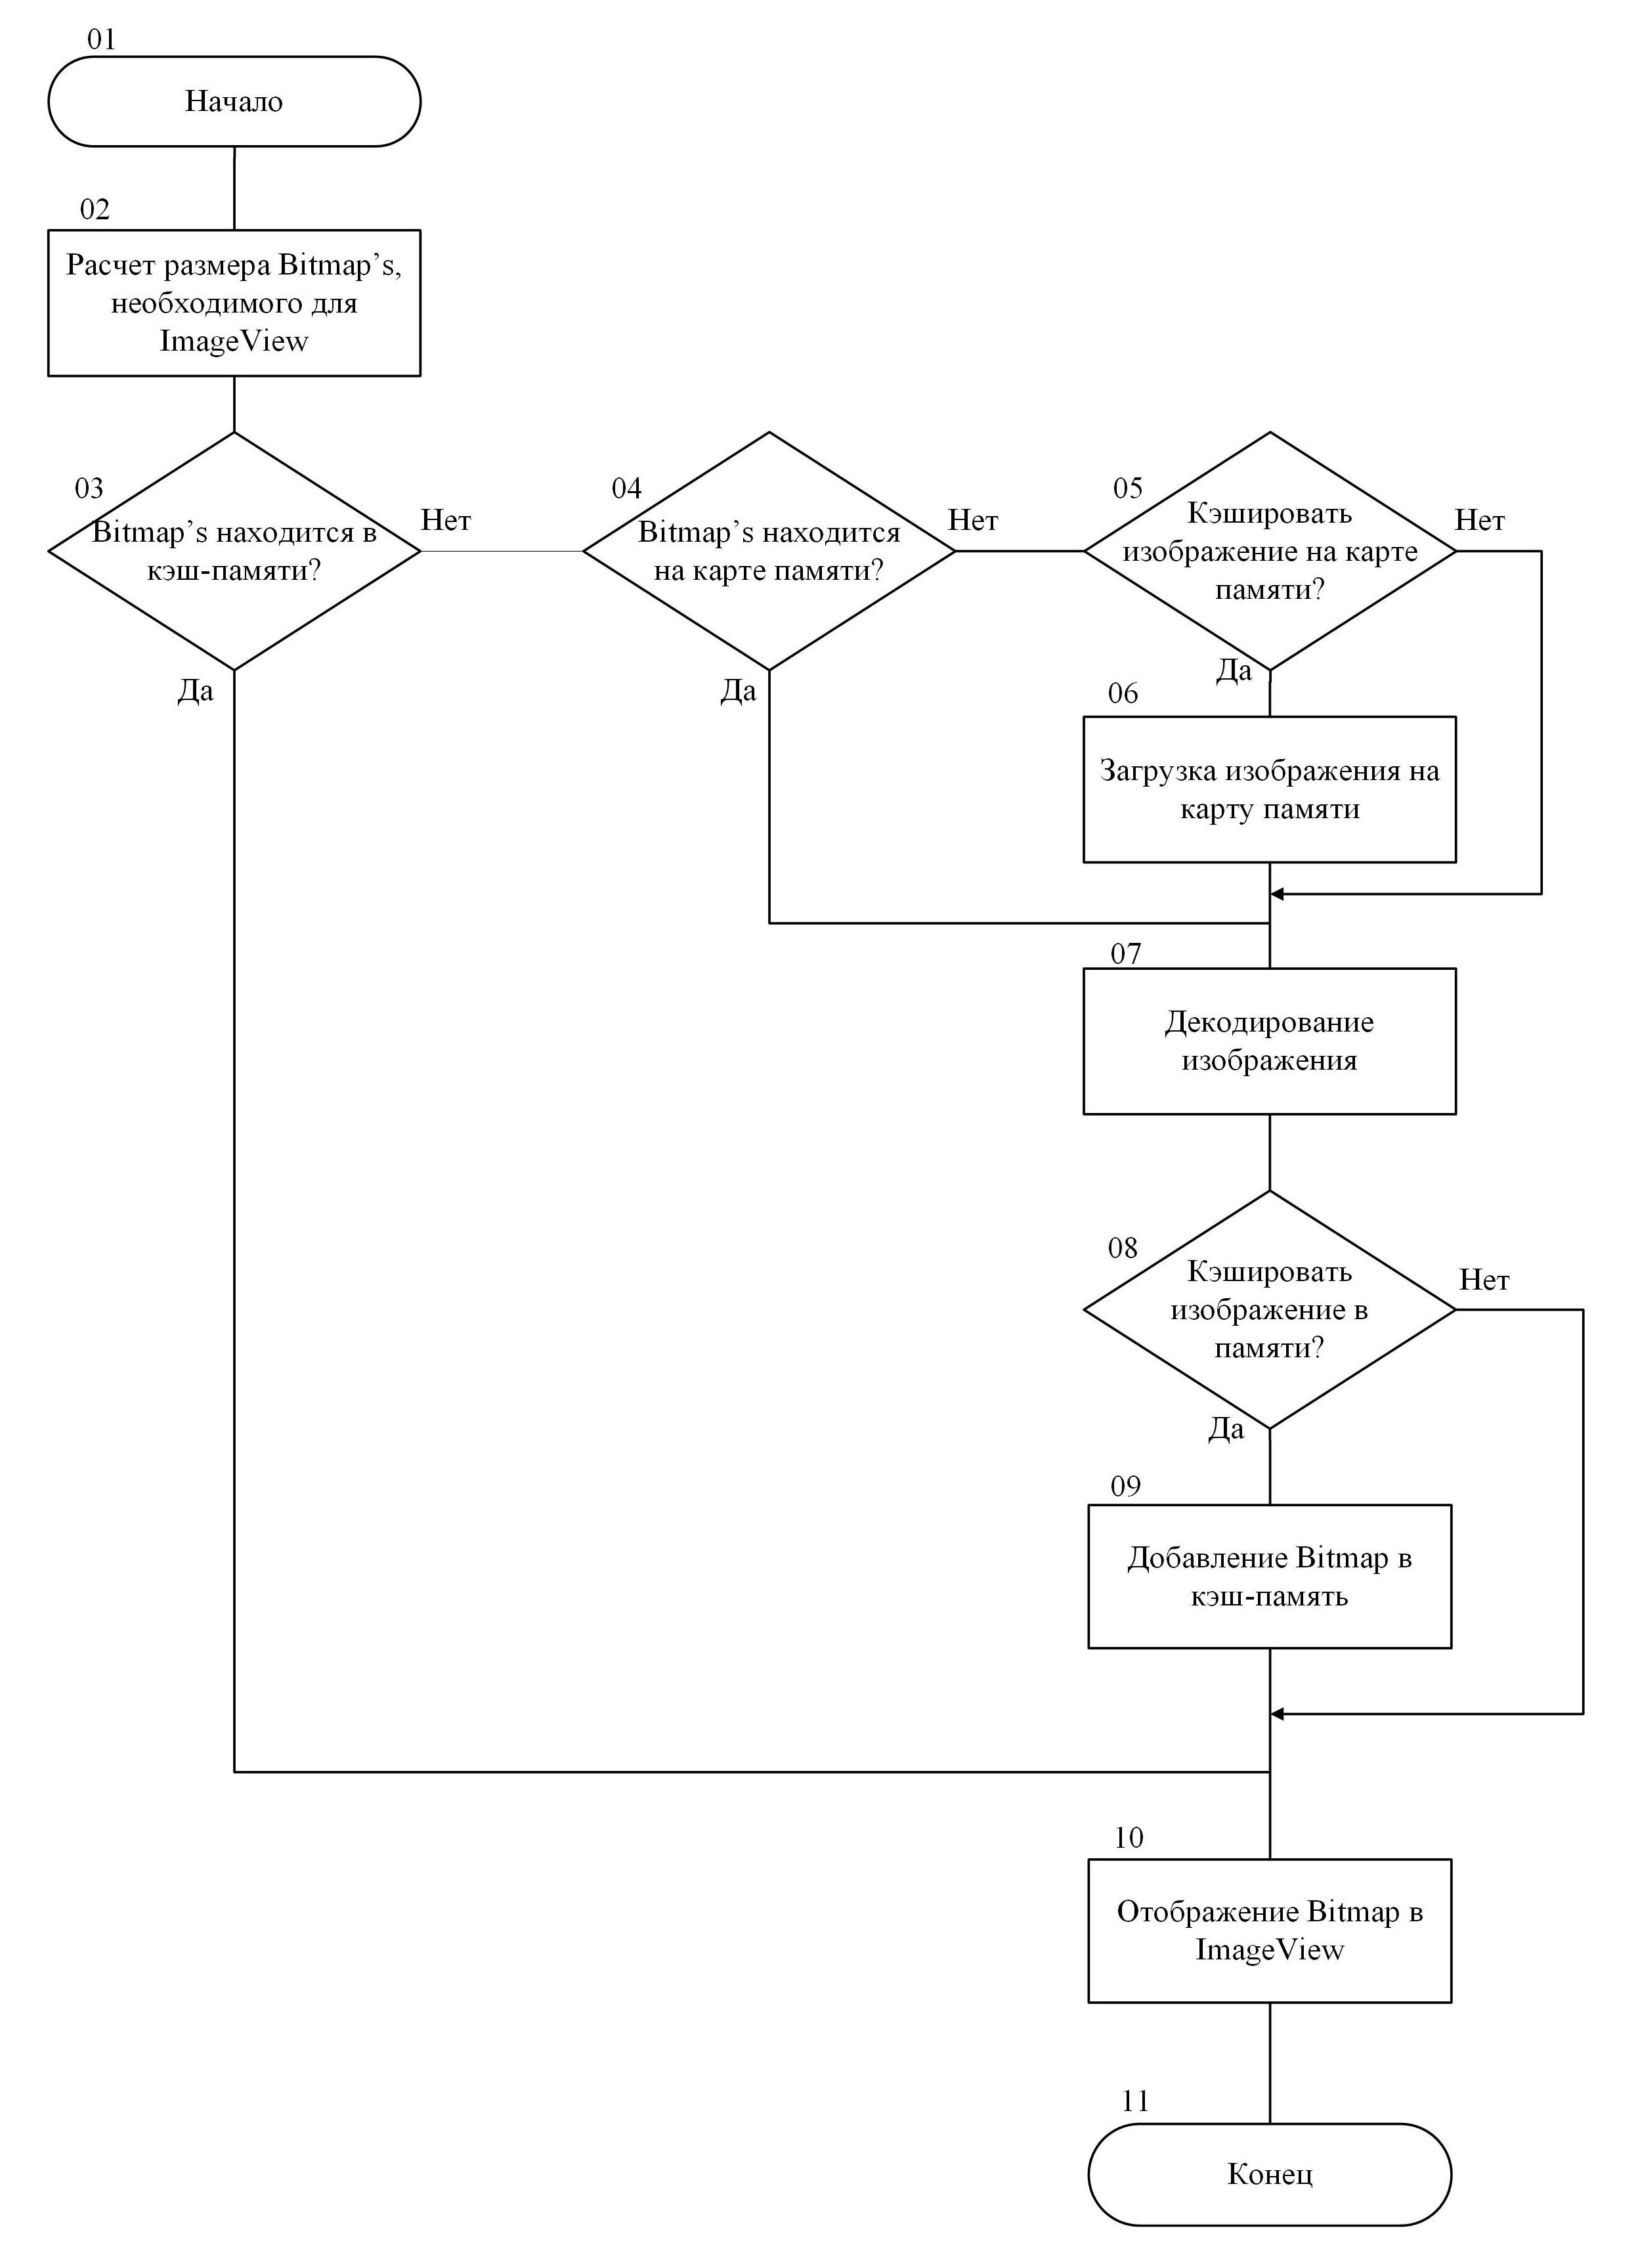 01
Начало
02
Расчет размера Bitmap’s,
необходимого для
ImageView
03
Bitmap’s находится в
кэш-памяти?
Нет
Да
04
Bitmap’s находится
на карте памяти?
Нет
Да
05
Кэшировать
изображение на карте
памяти?
Нет
Да
06
Загрузка изображения на
карту памяти
07
Декодирование
изображения
08
Кэшировать
изображение в
памяти?
Нет
Да
09
Добавление Bitmap в
кэш-память
10
Отображение Bitmap в
ImageView
11
Конец